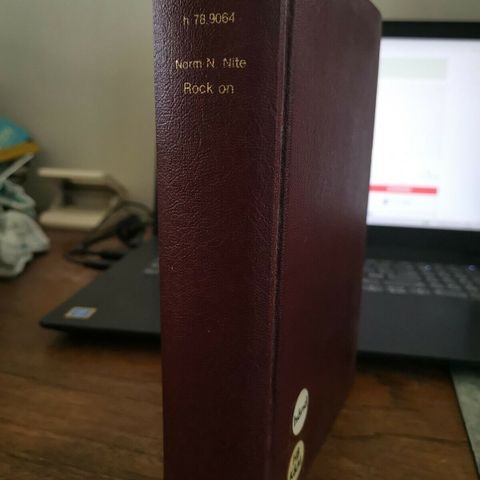 h 78.9064
Norm N. Nite
Rock on